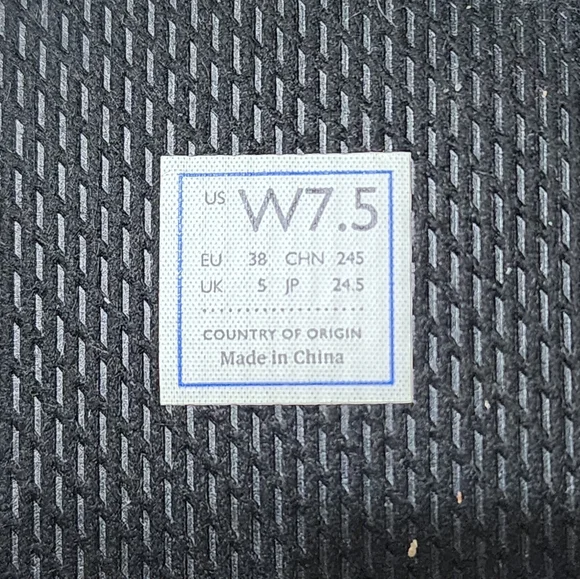 US W7.5
EU 38 CHN 245
UK 5 JP 24.5
COUNTRY OF ORIGIN
Made in China